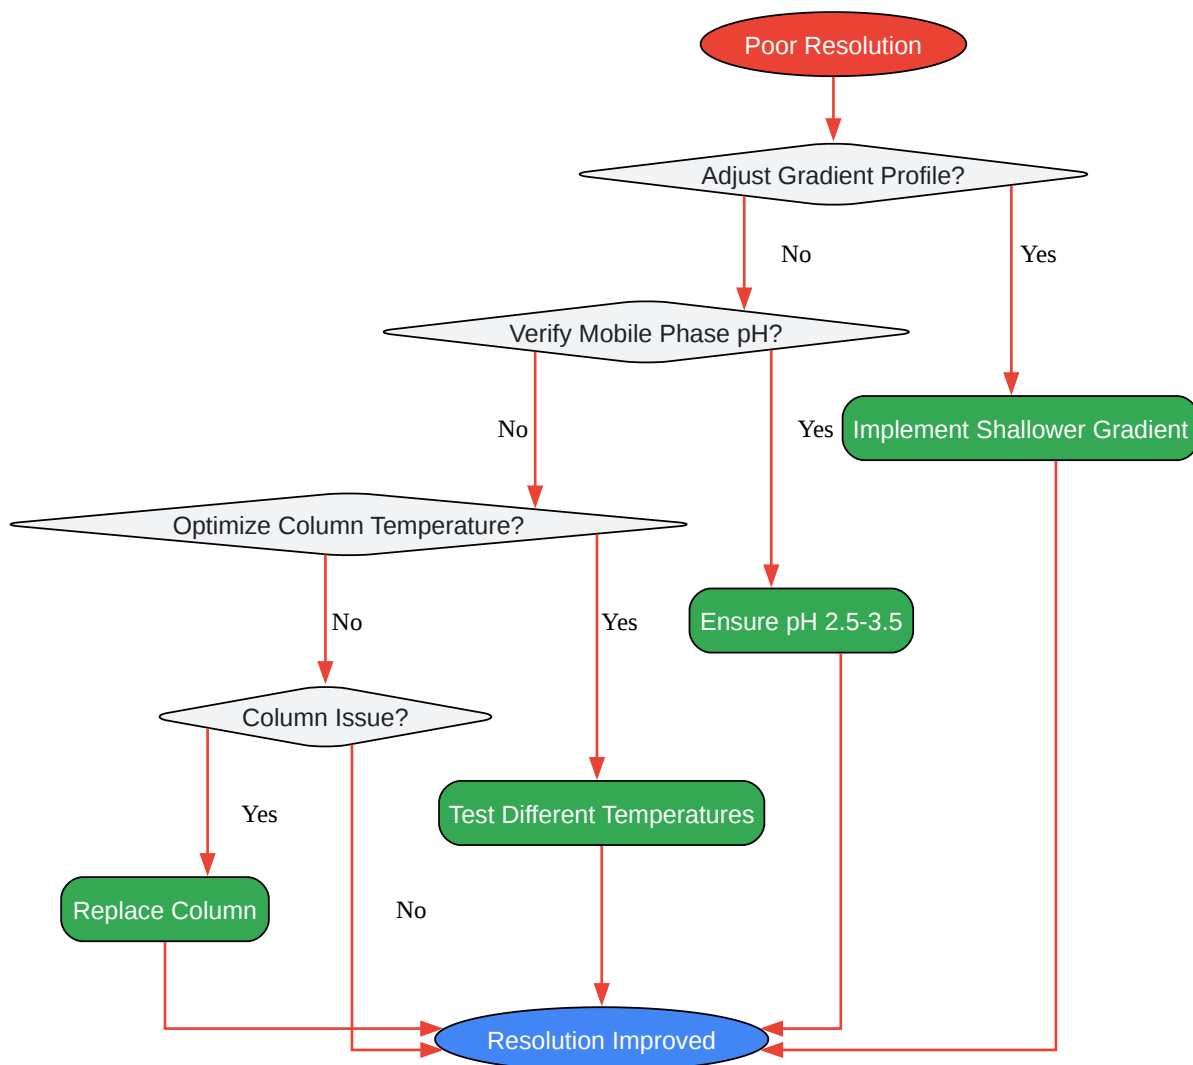 Poor Resolution
Adjust Gradient Profile?
No
Yes
Verify Mobile Phase pH?
No
Yes
Implement Shallower Gradient
Optimize Column Temperature?
No
Yes
Ensure pH 2.5-3.5
Column Issue?
Yes
Test Different Temperatures
Replace Column
No
Resolution Improved